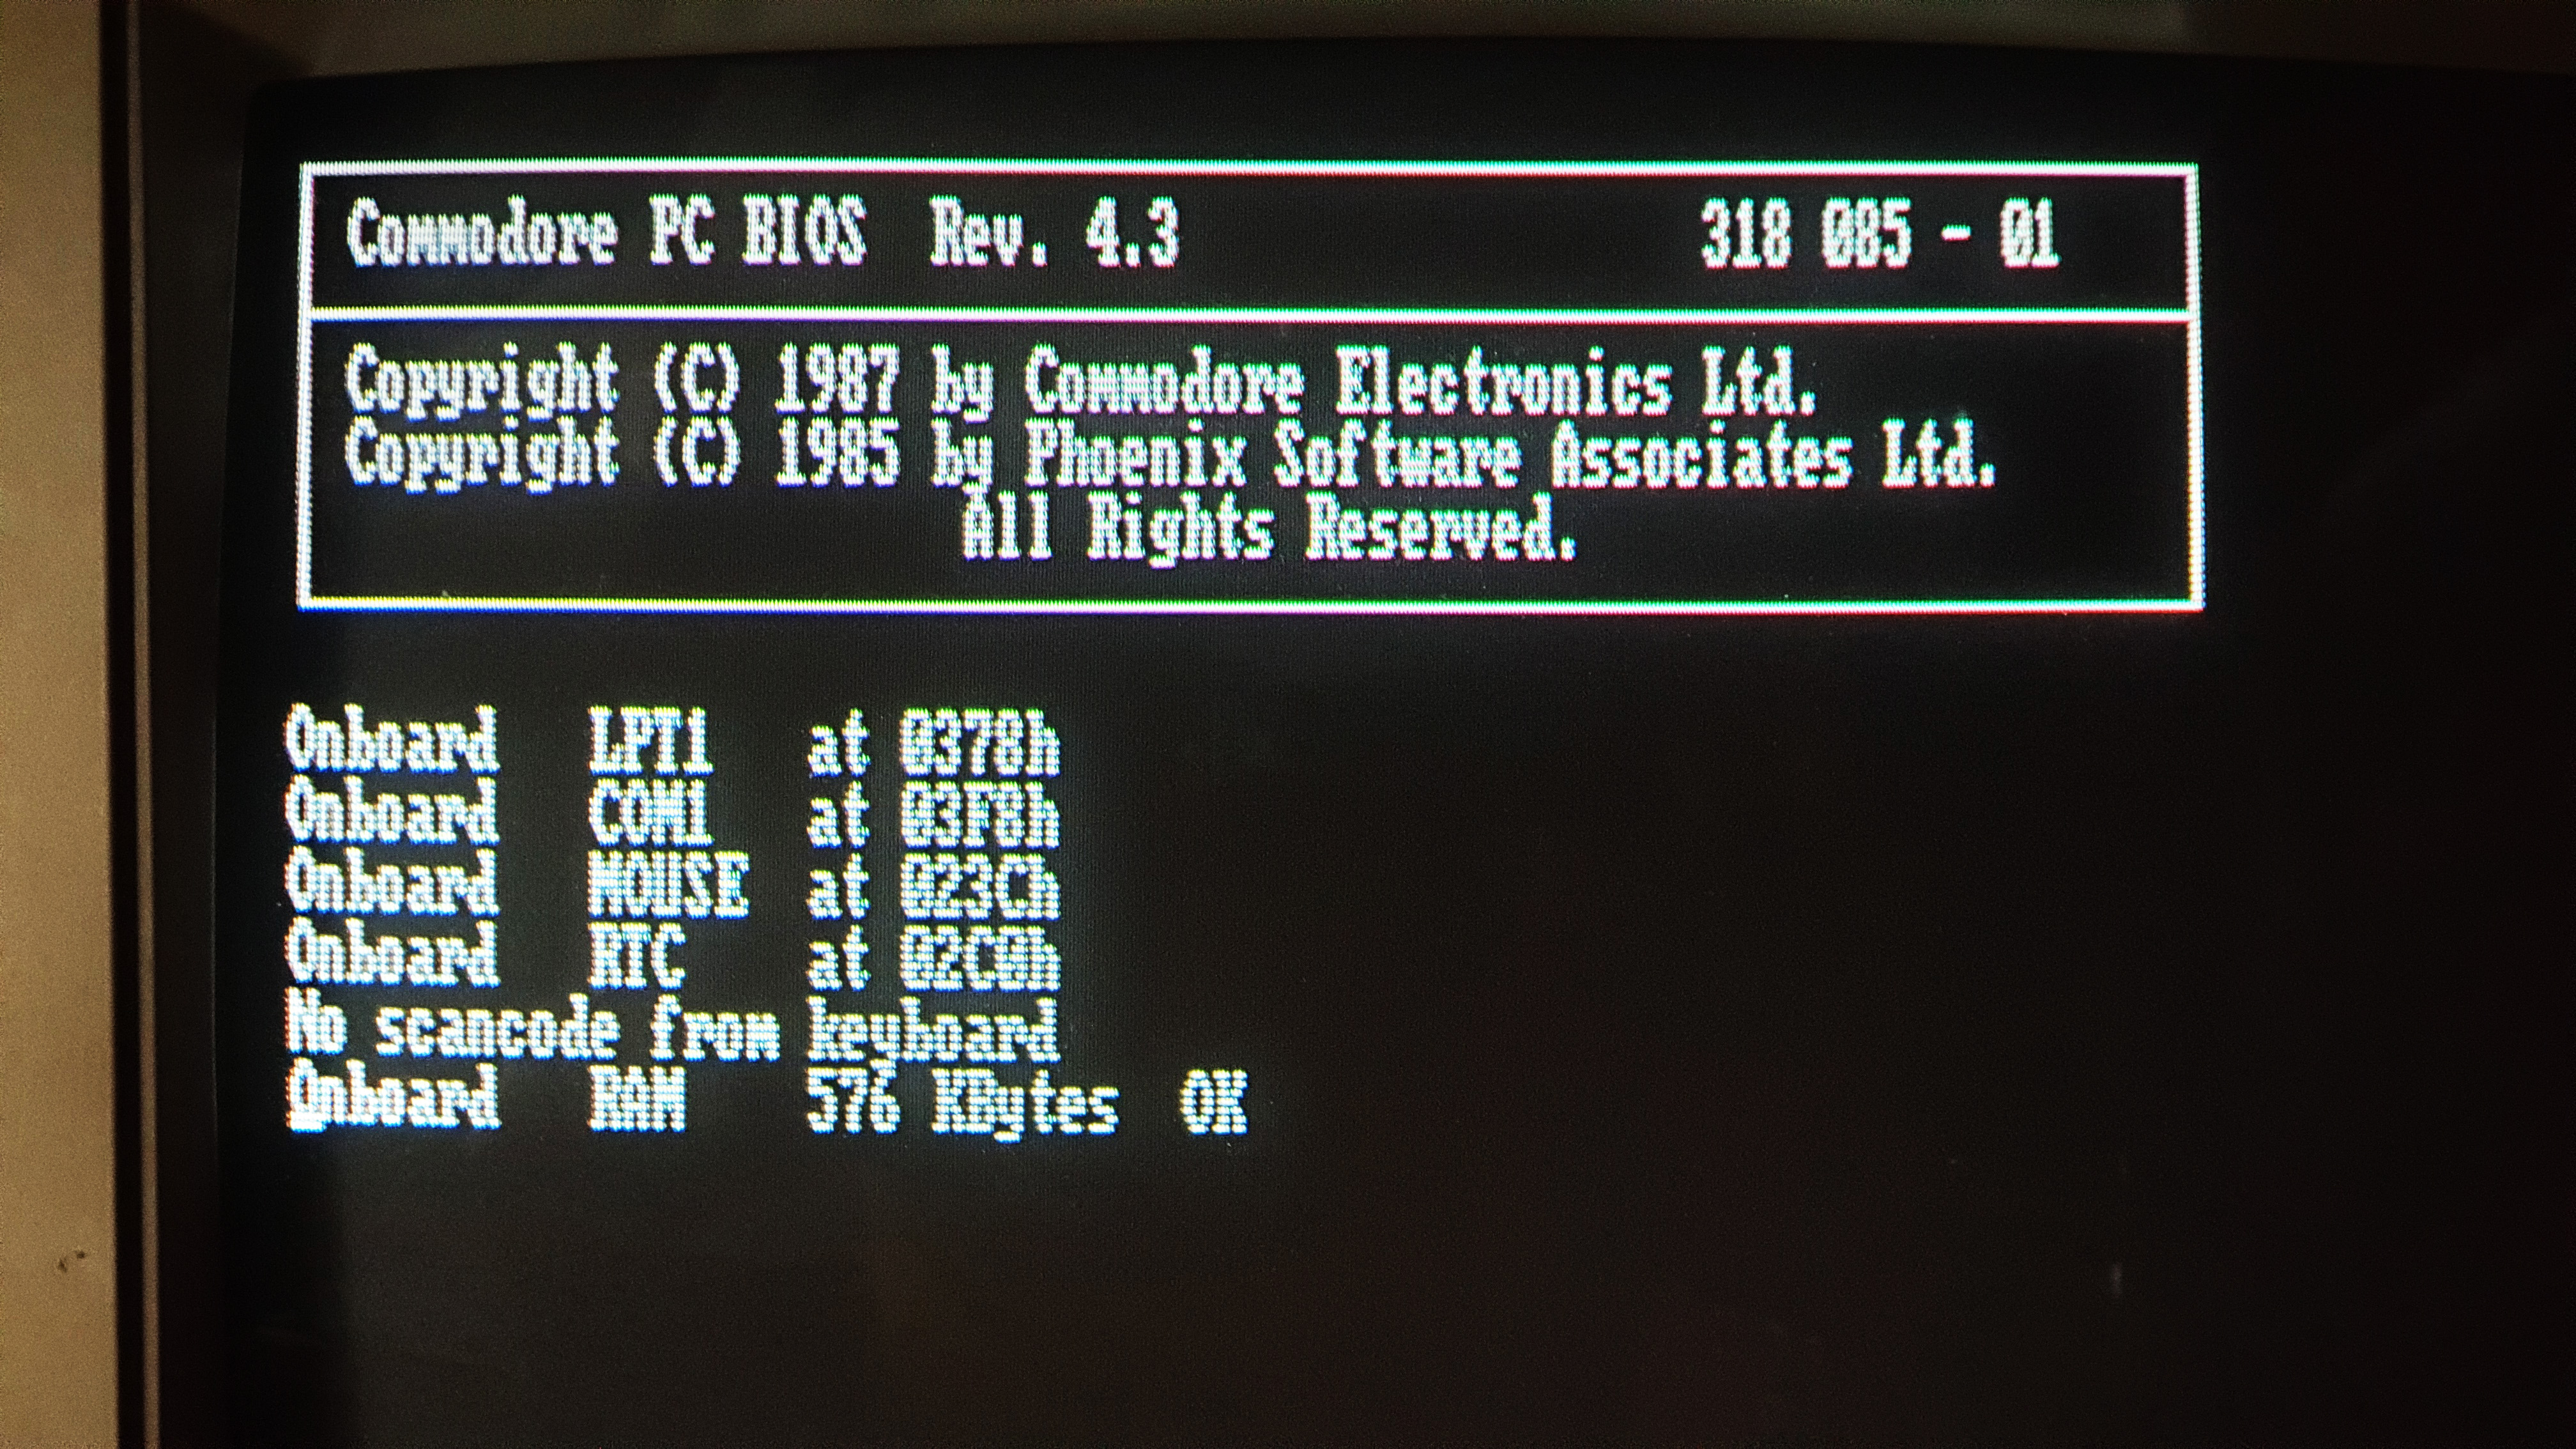 Commodore PC BIOS  Rev. 4.3 318 085 - 01
Copyright (C) 1987 by Commodore Electronics Ltd.
Copyright (C) 1985 by Phoenix Software Associates Ltd.
All Rights Reserved.
Onboard LPT1 at 0378h
Onboard COM1 at 03F8h
Onboard MOUSE at 023Ch
Onboard RTC at 02C0h
No scancode from keyboard
Onboard RAM 576 KBytes OK